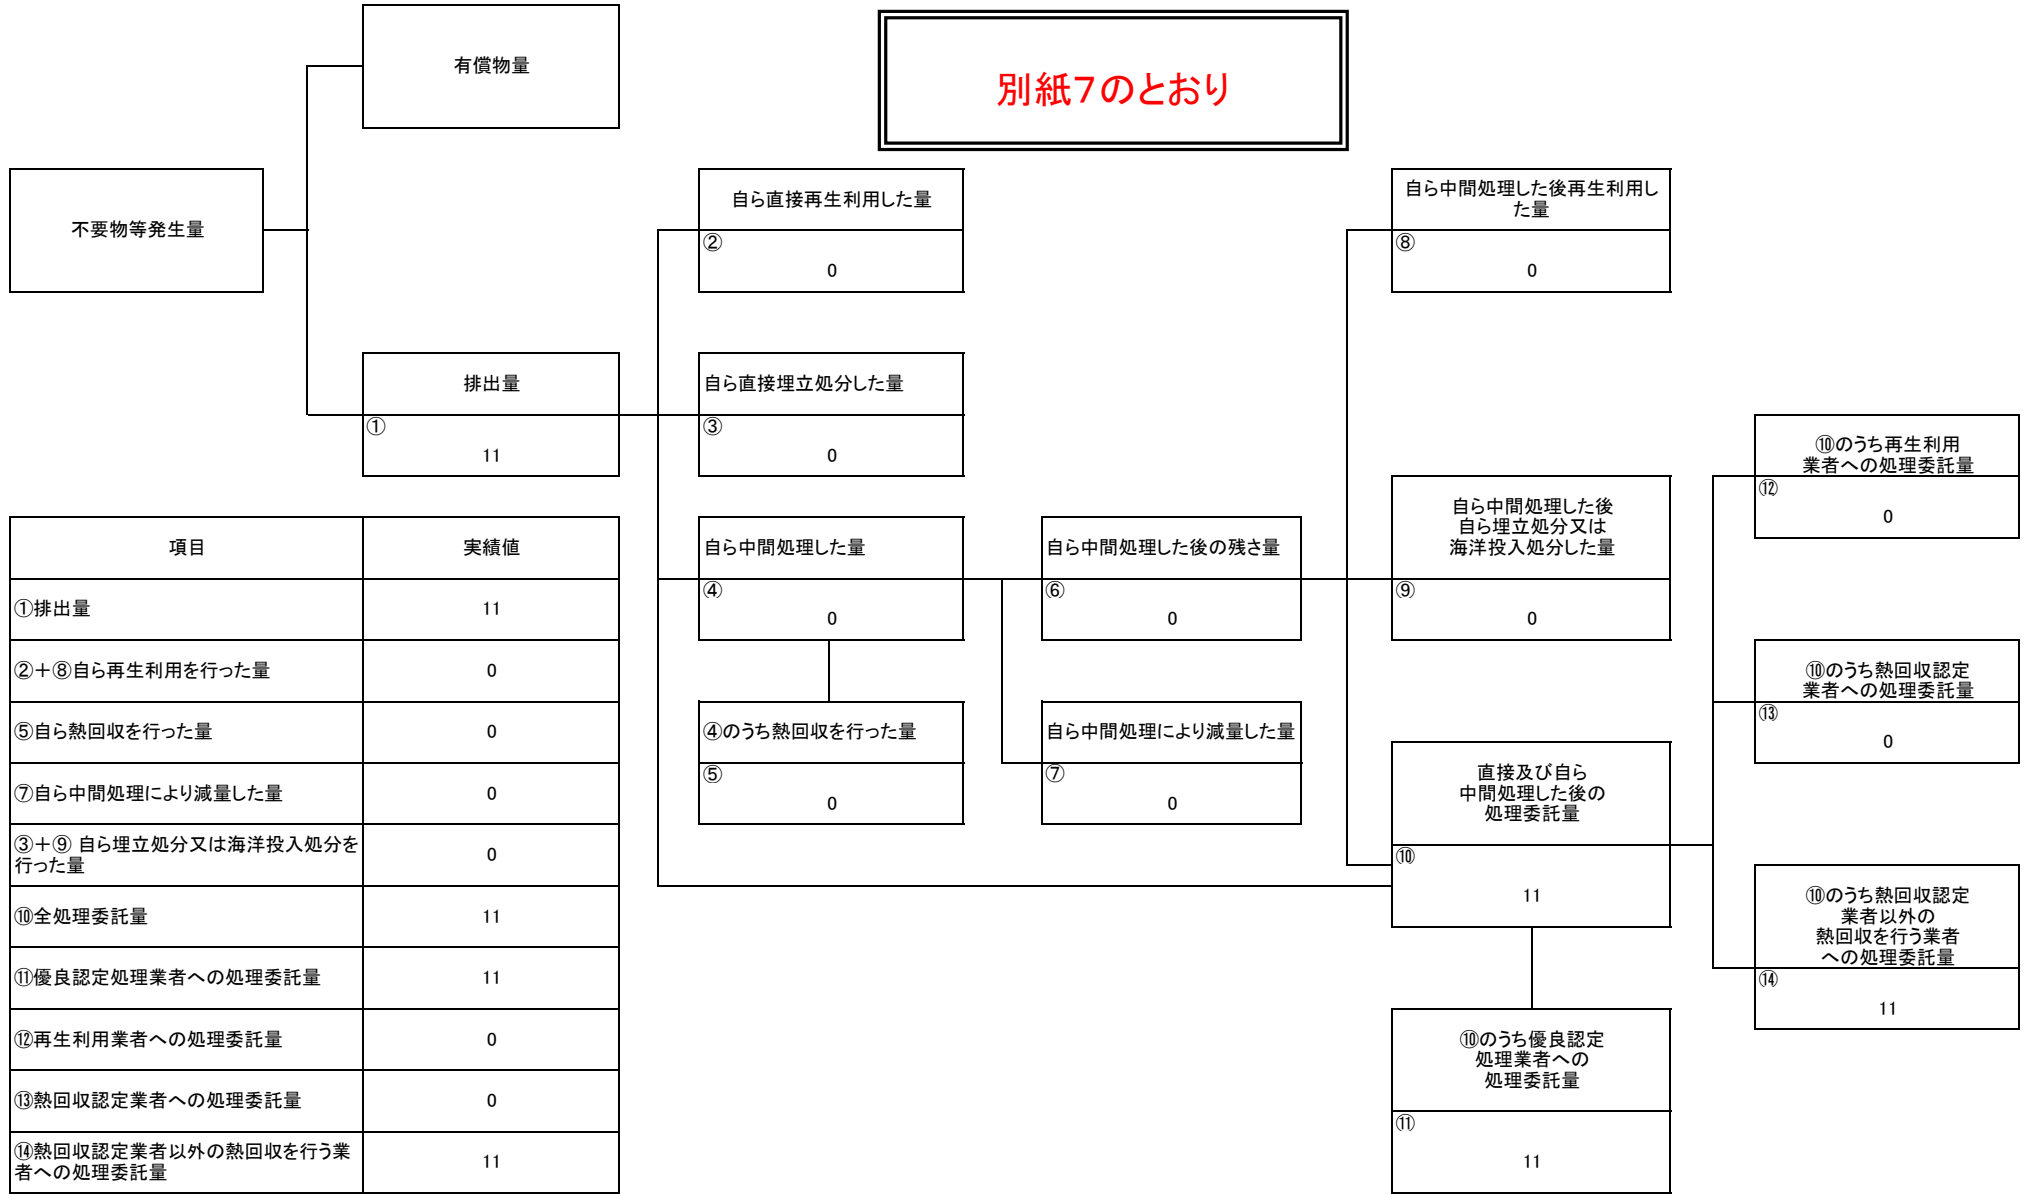 有償物量
別紙7のとおり
不要物等発生量
自ら直接再生利用した量
②
0
自ら中間処理した後再生利用し
た量
⑧
0
排出量
①
11
自ら直接埋立処分した量
③
0
⑩のうち再生利用
業者への処理委託量
⑫
0
自ら中間処理した量
④
0
自ら中間処理した後の残さ量
⑥
0
自ら中間処理した後
自ら埋立処分又は
海洋投入処分した量
⑨
0
⑩のうち熱回収認定
業者への処理委託量
⑬
0
④のうち熱回収を行った量
⑤
0
自ら中間処理により減量した量
⑦
0
直接及び自ら
中間処理した後の
処理委託量
⑩
11
⑩のうち熱回収認定
業者以外の
熱回収を行う業者
への処理委託量
⑭
11
⑩のうち優良認定
処理業者への
処理委託量
⑪
11
項目 実績値
①排出量 11
②+⑧自ら再生利用を行った量 0
⑤自ら熱回収を行った量 0
⑦自ら中間処理により減量した量 0
③+⑨ 自ら埋立処分又は海洋投入処分を
行った量 0
⑩全処理委託量 11
⑪優良認定処理業者への処理委託量 11
⑫再生利用業者への処理委託量 0
⑬熱回収認定業者への処理委託量 0
⑭熱回収認定業者以外の熱回収を行う業
者への処理委託量 11